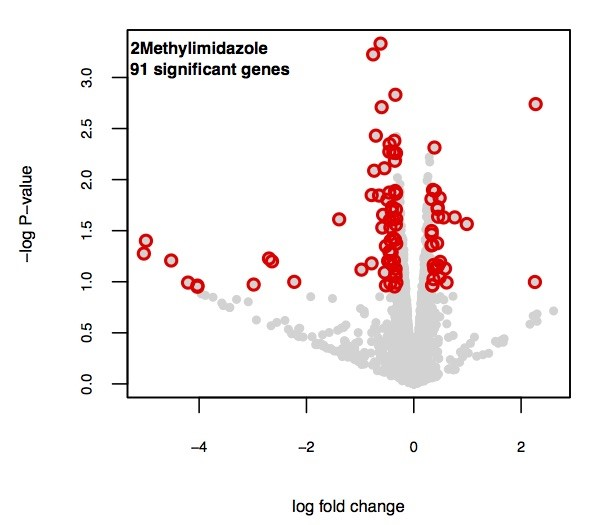 2Methylimidazole
91 significant genes
−log P−value
3.0
2.5
2.0
1.5
1.0
0.5
0.0
−4 −2 0 2
log fold change